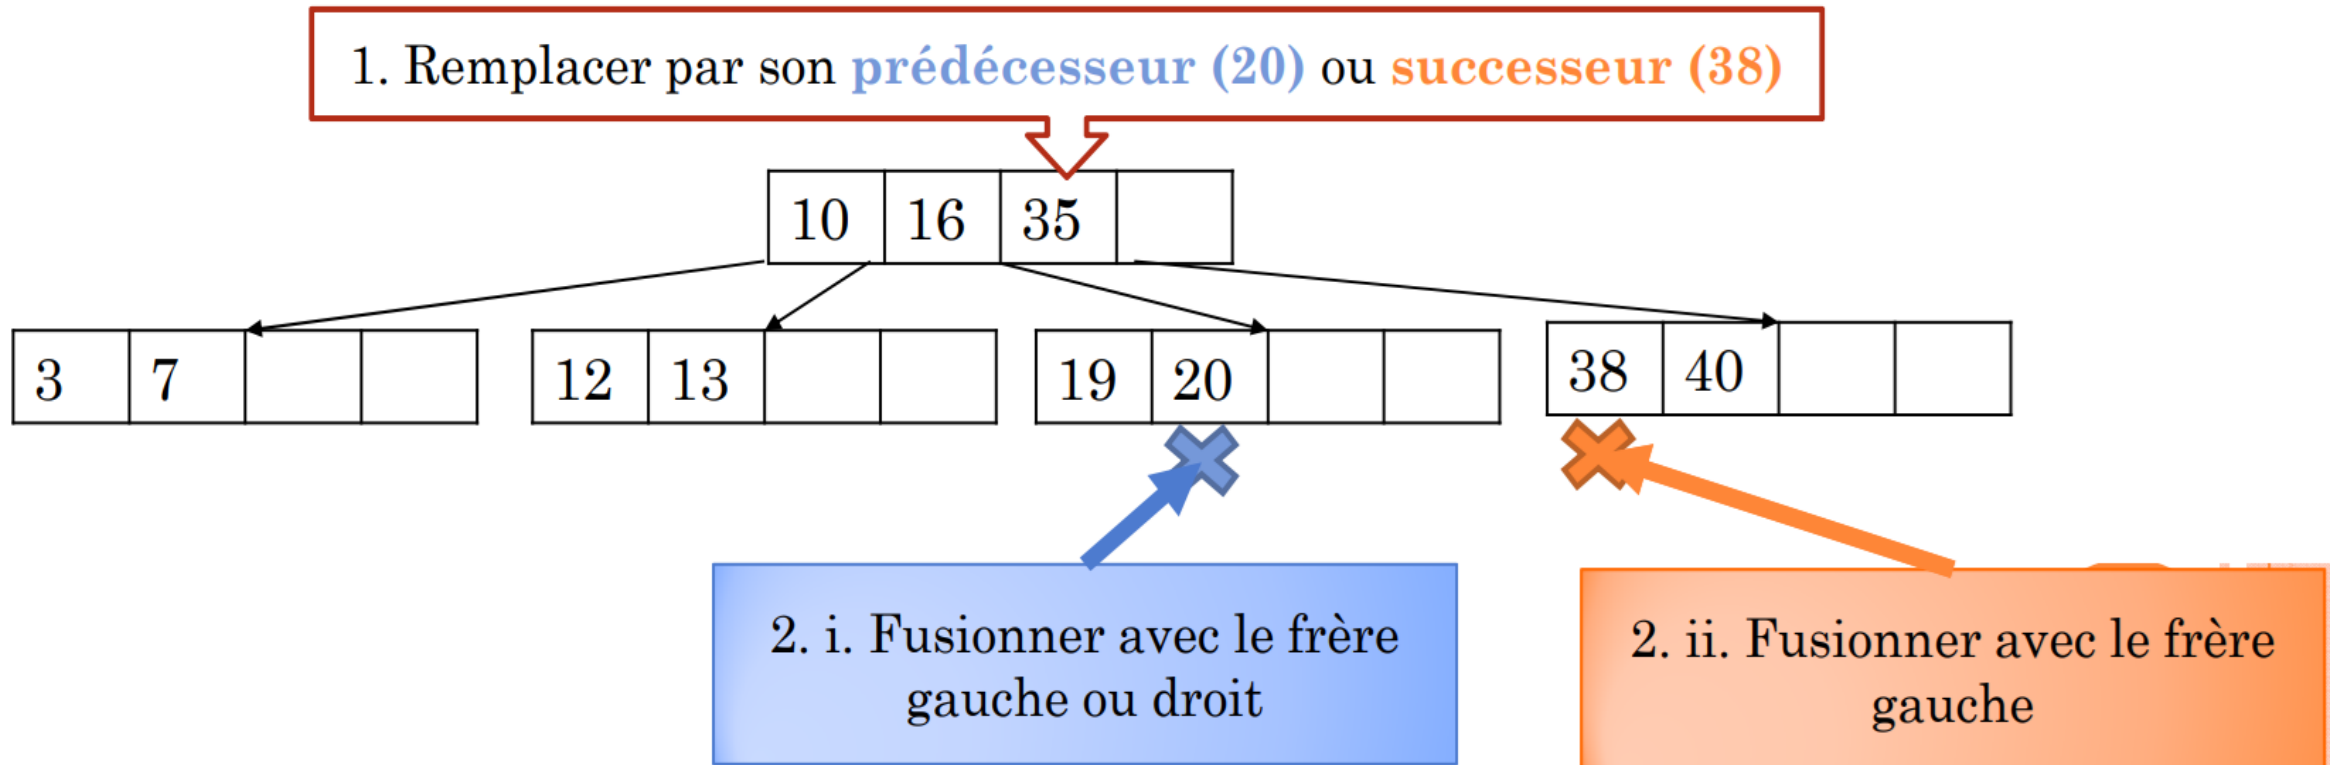 1. Remplacer par son prédécesseur (20) ou successeur (38)
10 16 35
3 7
12 13
19 20
38 40
2. i. Fusionner avec le frère
gauche ou droit
2. ii. Fusionner avec le frère
gauche